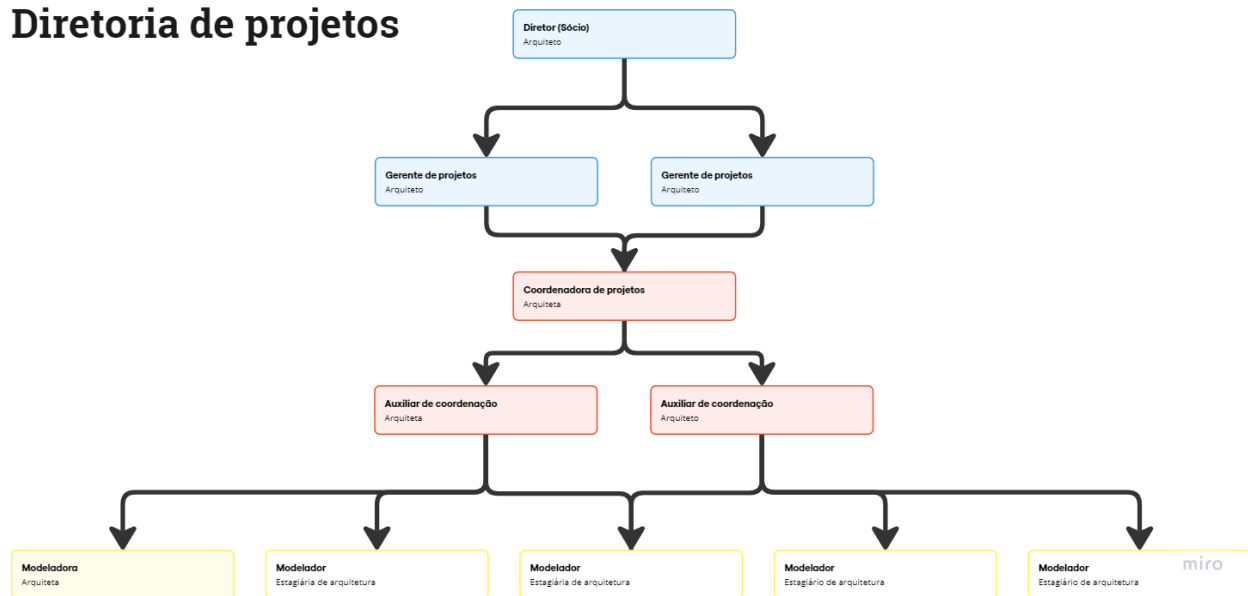 Diretoria de projetos
Diretor (Sócio)
Arquiteto
Gerente de projetos
Arquiteto
Gerente de projetos
Arquiteto
Coordenadora de projetos
Arquiteta
Auxiliar de coordenação
Arquiteta
Auxiliar de coordenação
Arquiteto
Modeladora
Arquiteta
Modelador
Estagiária de arquitetura
Modelador
Estagiária de arquitetura
Modelador
Estagiário de arquitetura
Modelador
Estagiário de arquitetura
miro